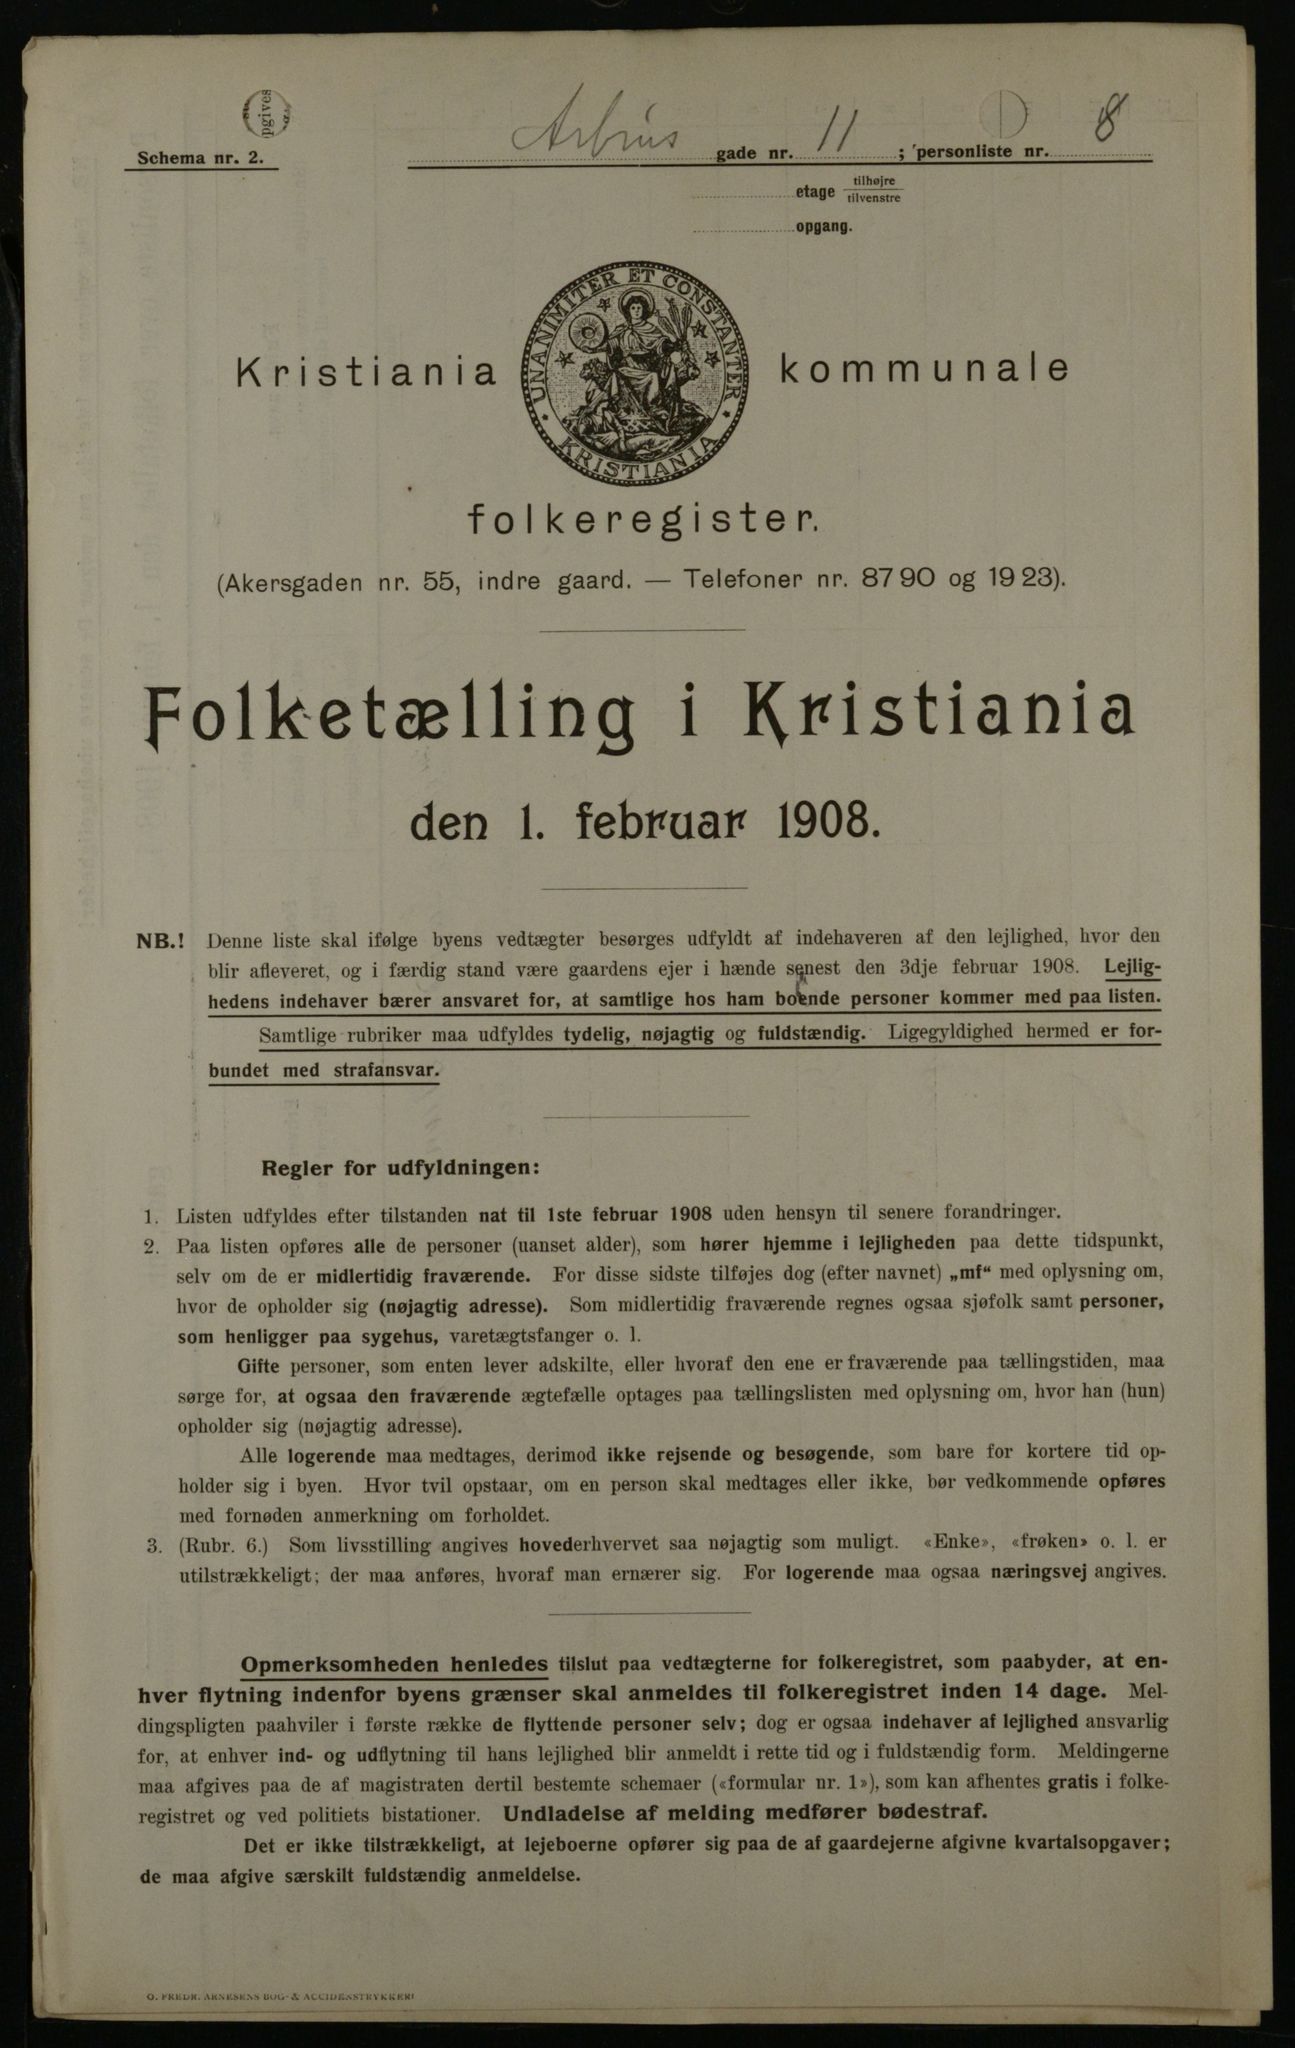 Opgives
Schema nr. 2.
Arbins gade nr. 11 ; personliste nr. 8
etage tilhøjre
tilvenstre
opgang.
UNANIMITER ET CONSTANTER
KRISTIANIA
Kristiania kommunale
folkeregister.
(Akersgaden nr. 55, indre gaard. — Telefoner nr. 8790 og 1923).
Folketælling i Kristiania
den 1. februar 1908.
NB.! Denne liste skal ifølge byens vedtægter besørges udfyldt af indehaveren af den lejlighed, hvor den
blir afleveret, og i færdig stand være gaardens ejer i hænde senest den 3dje februar 1908. Lejlig-
hedens indehaver bærer ansvaret for, at samtlige hos ham boende personer kommer med paa listen.
Samtlige rubriker maa udfyldes tydelig, nøjagtig og fuldstændig. Ligegyldighed hermed er for-
bundet med strafansvar.
Regler for udfyldningen:
1. Listen udfyldes efter tilstanden nat til 1ste februar 1908 uden hensyn til senere forandringer.
2. Paa listen opføres alle de personer (uanset alder), som hører hjemme i lejligheden paa dette tidspunkt,
selv om de er midlertidig fraværende. For disse sidste tilføjes dog (efter navnet) „mf“ med oplysning om,
hvor de opholder sig (nøjagtig adresse). Som midlertidig fraværende regnes ogsaa sjøfolk samt personer,
som henligger paa sygehus, varetægtsfanger o. l.
Gifte personer, som enten lever adskilte, eller hvoraf den ene er fraværende paa tællingstiden, maa
sørge for, at ogsaa den fraværende ægtefælle optages paa tællingslisten med oplysning om, hvor han (hun)
opholder sig (nøjagtig adresse).
Alle logerende maa medtages, derimod ikke rejsende og besøgende, som bare for kortere tid op-
holder sig i byen. Hvor tvil opstaar, om en person skal medtages eller ikke, bør vedkommende opføres
med fornøden anmerkning om forholdet.
3. (Rubr. 6.) Som livsstilling angives hovederhvervet saa nøjagtig som muligt. «Enke», «frøken» o. l. er
utilstrækkeligt; der maa anføres, hvoraf man ernærer sig. For logerende maa ogsaa næringsvej angives.
Opmerksomheden henledes tilslut paa vedtægterne for folkeregistret, som paabyder, at en-
hver flytning indenfor byens grænser skal anmeldes til folkeregistret inden 14 dage. Mel-
dingspligten paahviler i første række de flyttende personer selv; dog er ogsaa indehaver af lejlighed ansvarlig
for, at enhver ind- og udflytning til hans lejlighed blir anmeldt i rette tid og i fuldstændig form. Meldingerne
maa afgives paa de af magistraten dertil bestemte schemaer («formular nr. 1»), som kan afhentes gratis i folke-
registret og ved politiets bistationer. Undladelse af melding medfører bødestraf.
Det er ikke tilstrækkeligt, at lejeboerne opfører sig paa de af gaardejerne afgivne kvartalsopgaver;
de maa afgive særskilt fuldstændig anmeldelse.
O. FREDR. ARNESENS BOG- & ACCIDENSTRYKKERI